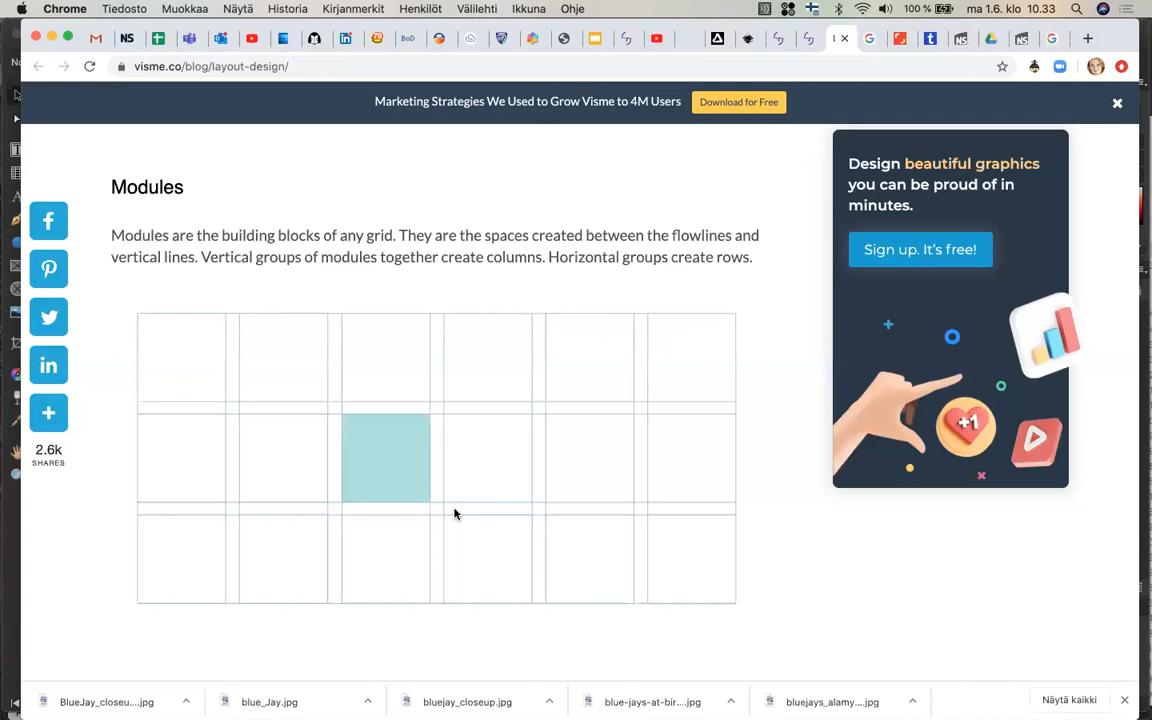 Chrome Tiedosto Muokkaa Näytä Historia Kirjanmerkit Henkilöt Välilehti Ikkuna Ohje 100 % ma 1.6. klo 10.33
visme.co/blog/layout-design/
Marketing Strategies We Used to Grow Visme to 4M Users Download for Free
Modules
Modules are the building blocks of any grid. They are the spaces created between the flowlines and
vertical lines. Vertical groups of modules together create columns. Horizontal groups create rows.
2.6k
SHARES
Design beautiful graphics
you can be proud of in
minutes.
Sign up. It's free!
+1
BlueJay_closeu....jpg blue_Jay.jpg bluejay_closeup.jpg blue-jays-at-bir....jpg bluejays_alamy....jpg Näytä kaikki